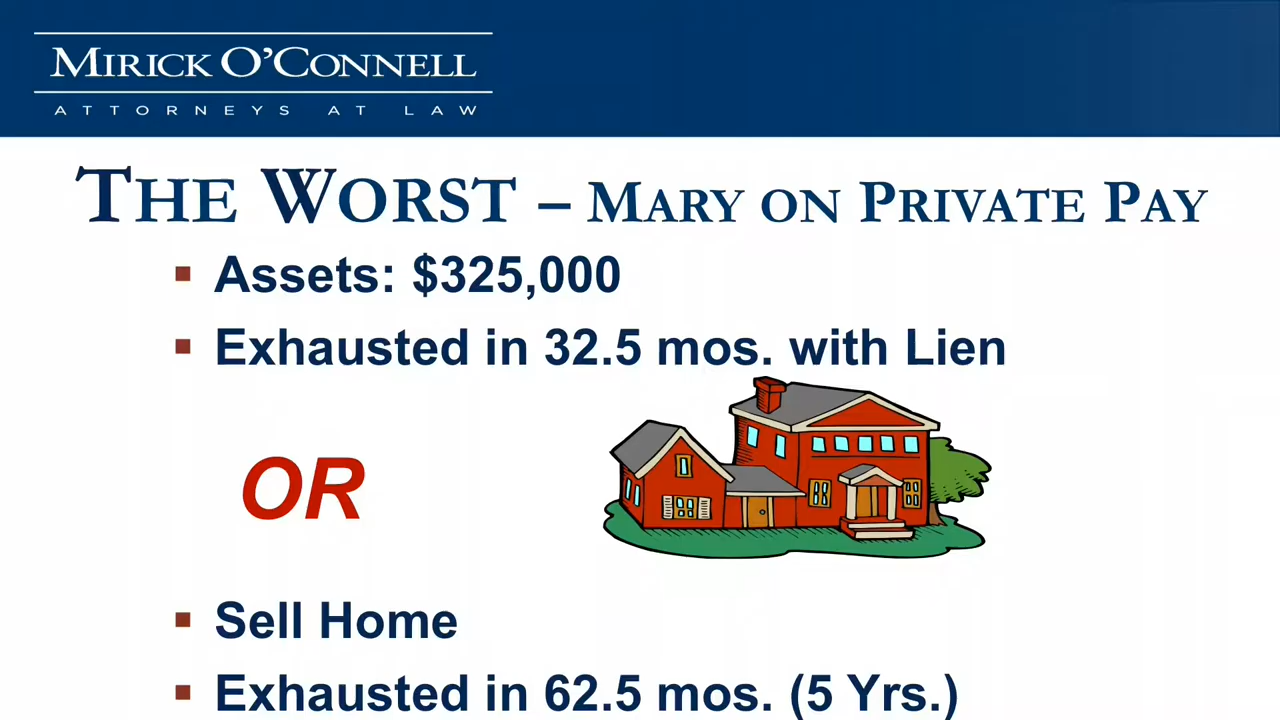 MIRICK O'CONNELL
ATTORNEYS AT LAW
THE WORST – MARY ON PRIVATE PAY
▪ Assets: $325,000
▪ Exhausted in 32.5 mos. with Lien
OR
▪ Sell Home
▪ Exhausted in 62.5 mos. (5 Yrs.)